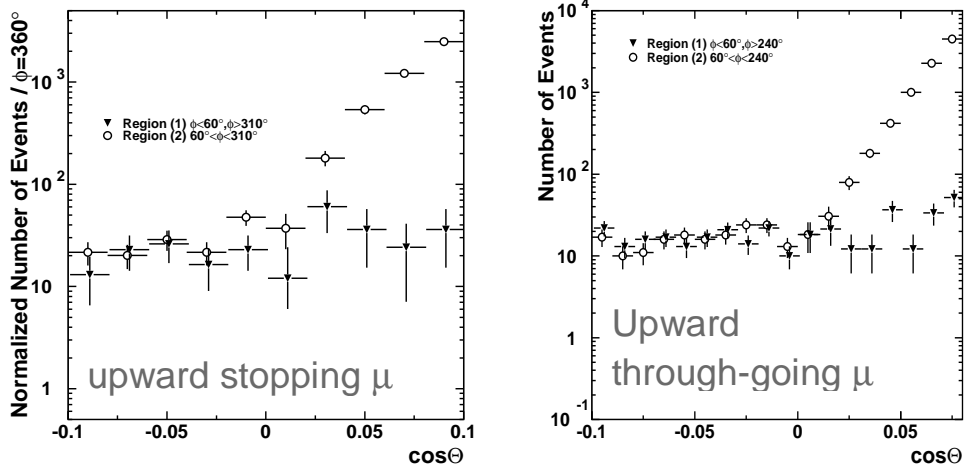 Normalized Number of Events / ϕ=360°
10³
10²
10
1
▼ Region (1) ϕ<60°,ϕ>310°
○ Region (2) 60°<ϕ<310°
upward stopping μ
-0.1 -0.05 0 0.05 0.1
cosΘ
Number of Events
10⁴
10³
10²
10
1
10⁻¹
▼ Region (1) ϕ<60°,ϕ>240°
○ Region (2) 60°<ϕ<240°
Upward
through-going μ
-0.1 -0.05 0 0.05
cosΘ